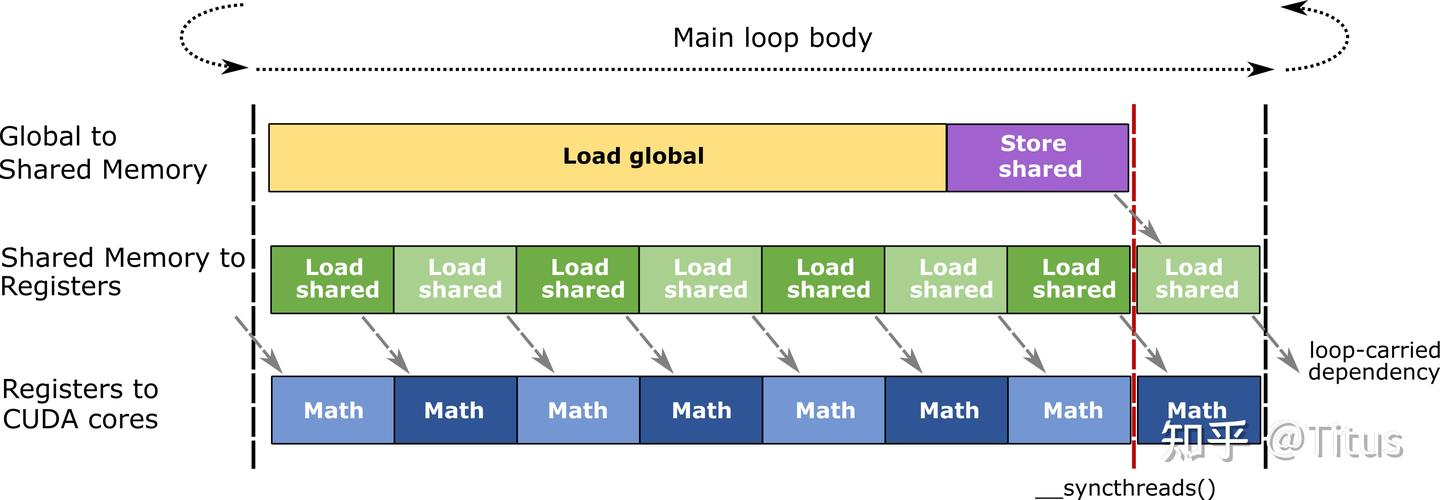 Main loop body
Global to
Shared Memory
Load global
Store
shared
Shared Memory to
Registers
Load
shared
Load
shared
Load
shared
Load
shared
Load
shared
Load
shared
Load
shared
Load
shared
loop-carried
dependency
Registers to
CUDA cores
Math
Math
Math
Math
Math
Math
Math
Math
知乎 @Titus
__syncthreads()